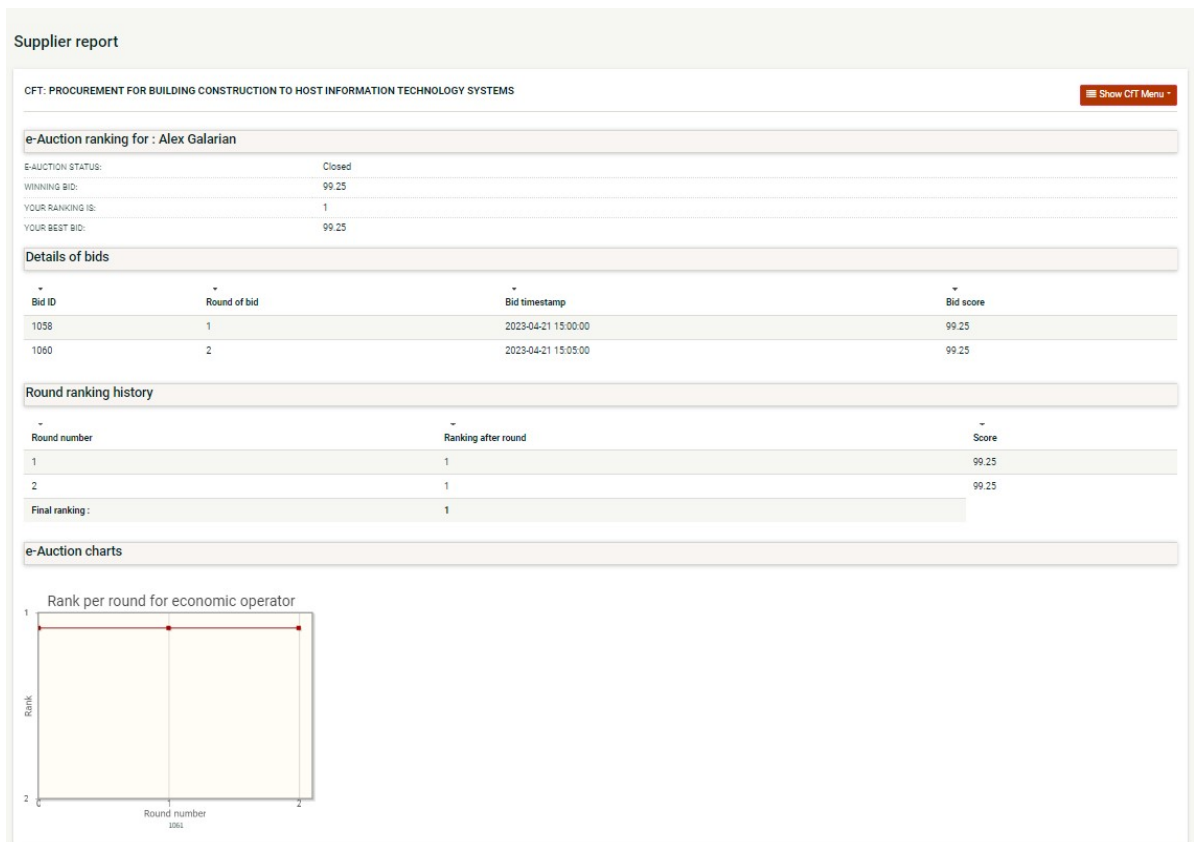 Supplier report
CFT: PROCUREMENT FOR BUILDING CONSTRUCTION TO HOST INFORMATION TECHNOLOGY SYSTEMS
Show CfT Menu
e-Auction ranking for : Alex Galarian
E-AUCTION STATUS: Closed
WINNING BID: 99.25
YOUR RANKING IS: 1
YOUR BEST BID: 99.25
Details of bids
Bid ID Round of bid Bid timestamp Bid score
1058 1 2023-04-21 15:00:00 99.25
1060 2 2023-04-21 15:05:00 99.25
Round ranking history
Round number Ranking after round Score
1 1 99.25
2 1 99.25
Final ranking : 1
e-Auction charts
Rank per round for economic operator
1
Rank
2
1 2
Round number
1061